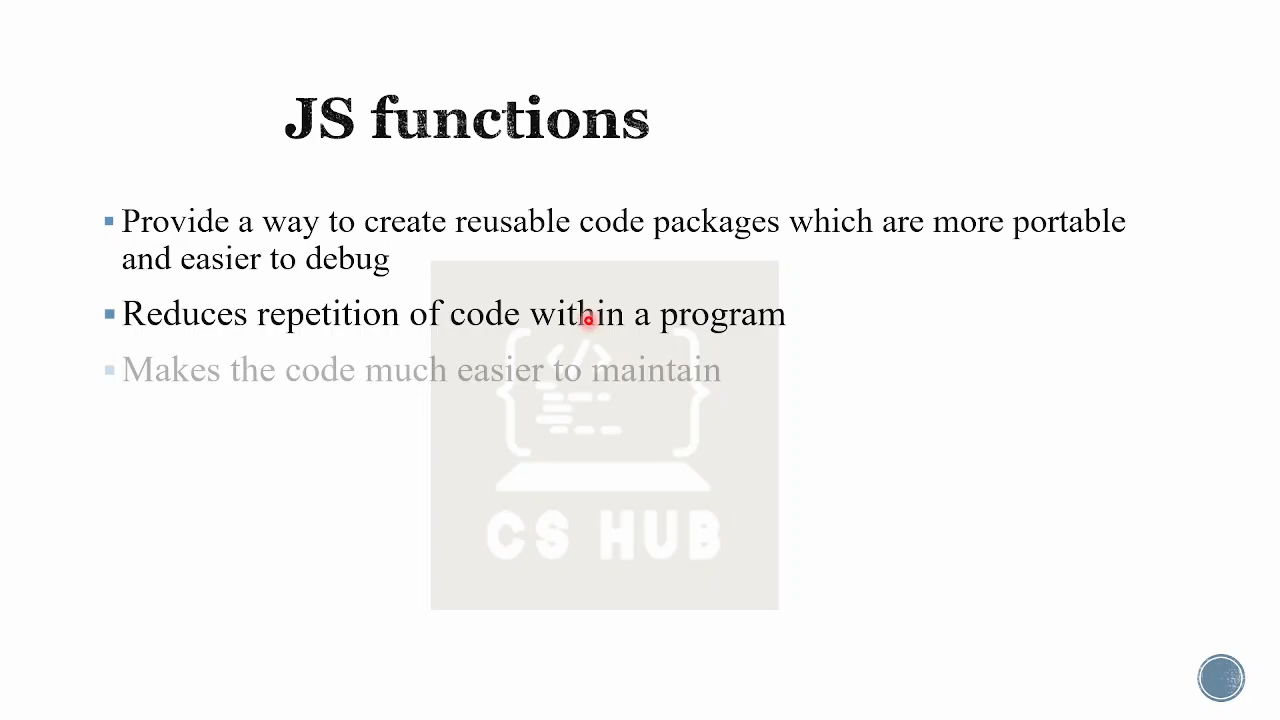 JS functions
Provide a way to create reusable code packages which are more portable
and easier to debug
Reduces repetition of code within a program
Makes the code much easier to maintain
CS HUB